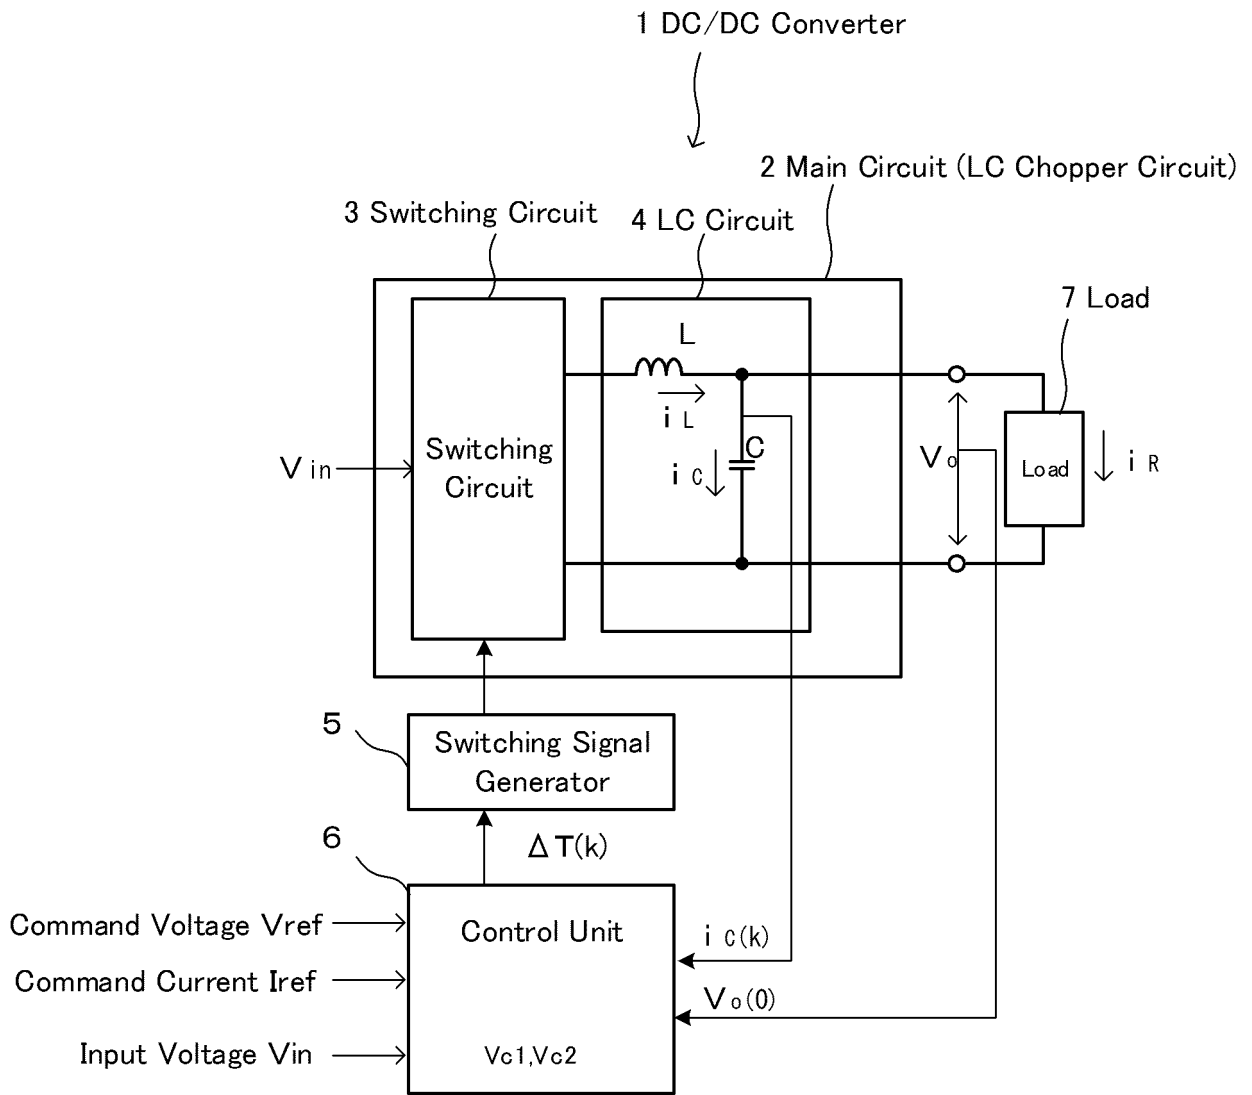 1 DC/DC Converter
2 Main Circuit (LC Chopper Circuit)
3 Switching Circuit
4 LC Circuit
7 Load
L
i L
Switching
Circuit
C
V in
i C
V o
Load
i R
5
Switching Signal
Generator
6
Δ T(k)
Command Voltage Vref
Control Unit
i C(k)
Command Current Iref
V o(0)
Input Voltage Vin
Vc1,Vc2